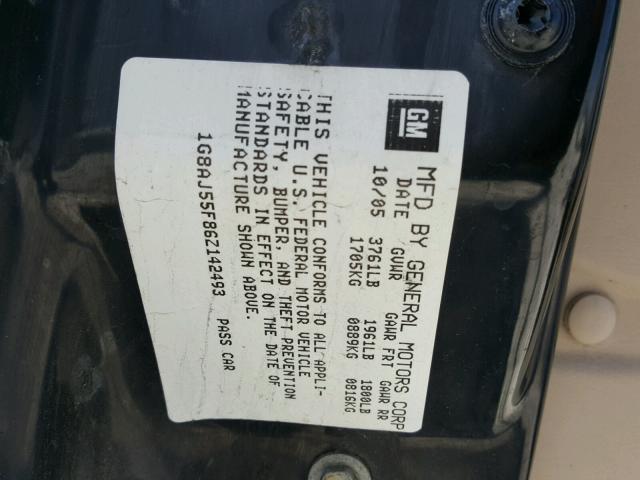 GM MFD BY GENERAL MOTORS CORP
DATE GVWR GAWR FRT GAWR RR
10/05 3761LB 1961LB 1800LB
1705KG 0889KG 0816KG
THIS VEHICLE CONFORMS TO ALL APPLI-
CABLE U.S. FEDERAL MOTOR VEHICLE
SAFETY, BUMPER, AND THEFT PREVENTION
STANDARDS IN EFFECT ON THE DATE OF
MANUFACTURE SHOWN ABOVE.
1G8AJ55F86Z142493 PASS CAR